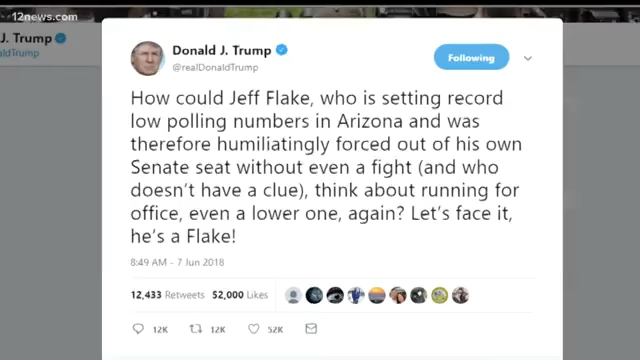 12news.com
J. Trump
aldTrump
Donald J. Trump
@realDonaldTrump
Following
How could Jeff Flake, who is setting record
low polling numbers in Arizona and was
therefore humiliatingly forced out of his own
Senate seat without even a fight (and who
doesn't have a clue), think about running for
office, even a lower one, again? Let's face it,
he's a Flake!
8:49 AM - 7 Jun 2018
12,433 Retweets 52,000 Likes
12K 12K 52K